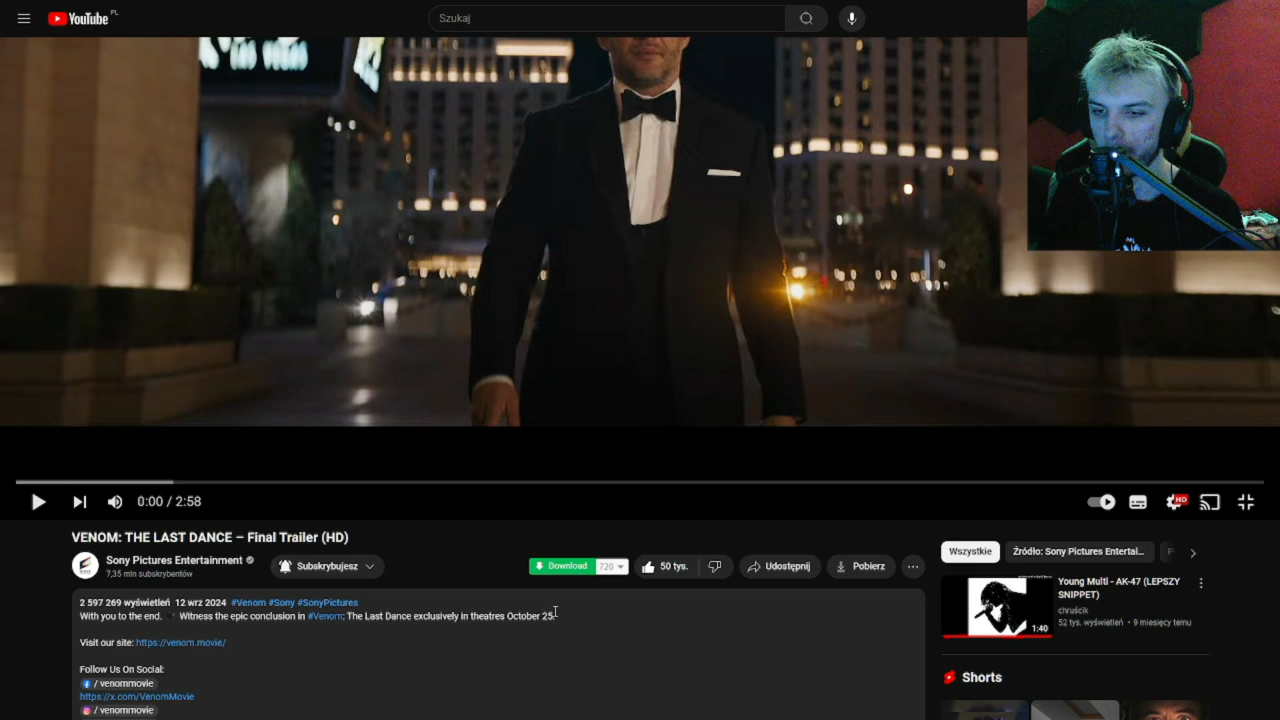 YouTube PL
Szukaj
0:00 / 2:58
HD
VENOM: THE LAST DANCE – Final Trailer (HD)
Sony Pictures Entertainment
7,35 mln subskrybentów
Subskrybujesz
Download 720
50 tys.
Udostępnij
Pobierz
Wszystkie
Źródło: Sony Pictures Entertai...
P
2 597 269 wyświetleń 12 wrz 2024 #Venom #Sony #SonyPictures
With you to the end. Witness the epic conclusion in #Venom: The Last Dance exclusively in theatres October 25.
Visit our site: https://venom.movie/
Follow Us On Social:
/ venommovie
https://x.com/VenomMovie
/ venommovie
Young Multi - AK-47 (LEPSZY
SNIPPET)
chruścik
52 tys. wyświetleń • 9 miesięcy temu
1:40
Shorts